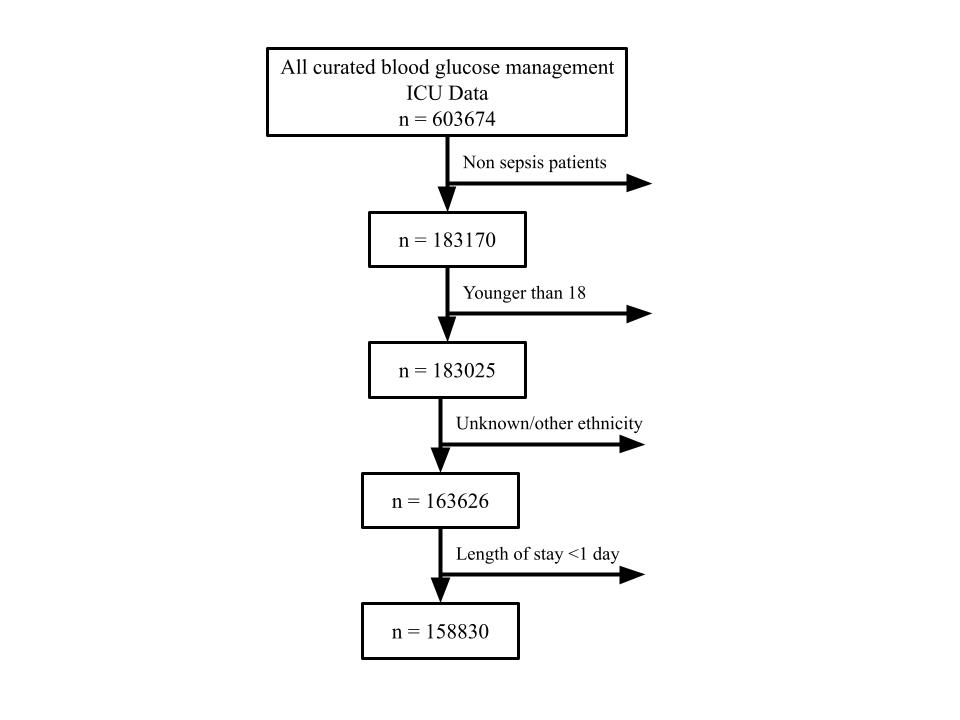 All curated blood glucose management
ICU Data
n = 603674
Non sepsis patients
n = 183170
Younger than 18
n = 183025
Unknown/other ethnicity
n = 163626
Length of stay <1 day
n = 158830